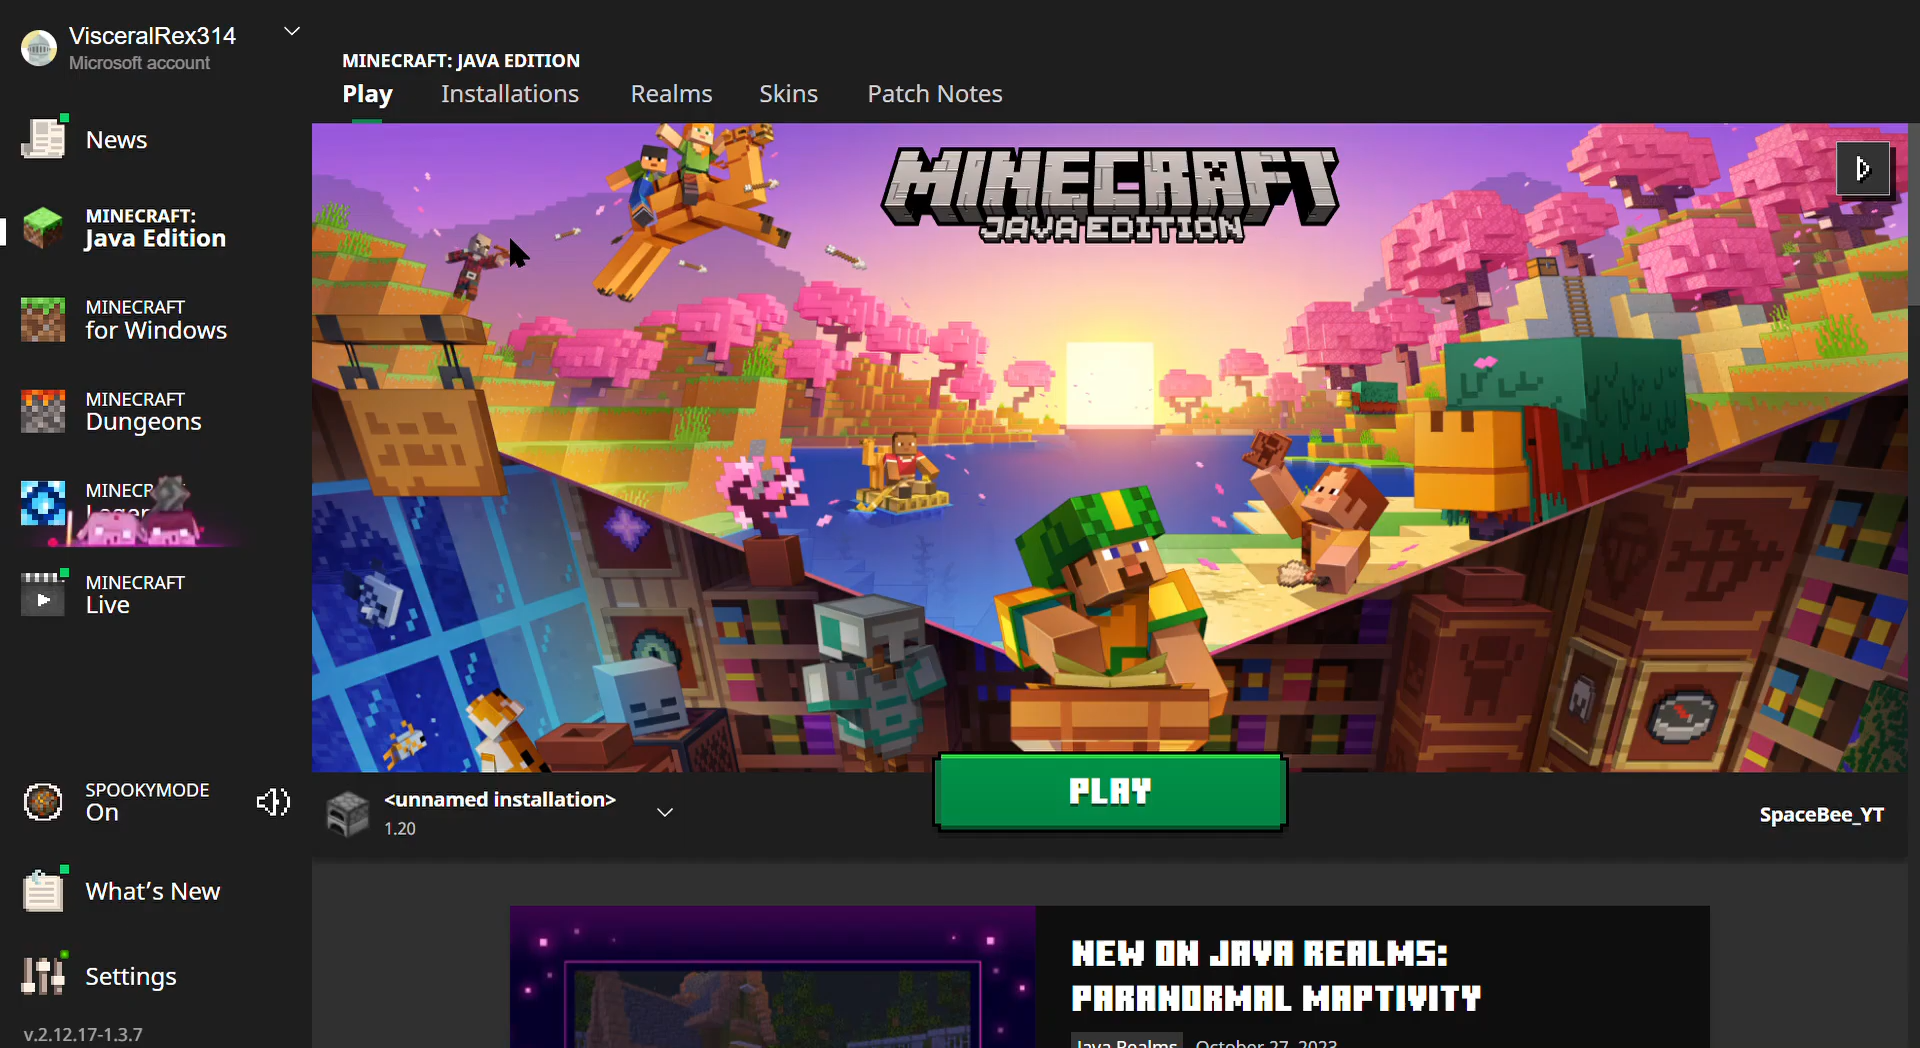 VisceralRex314
Microsoft account
News
MINECRAFT:
Java Edition
MINECRAFT
for Windows
MINECRAFT
Dungeons
MINECR
MINECRAFT
Live
SPOOKYMODE
On
What’s New
Settings
v.2.12.17-1.3.7
MINECRAFT: JAVA EDITION
Play
Installations
Realms
Skins
Patch Notes
MINECRAFT
JAVA EDITION
<unnamed installation>
1.20
PLAY
SpaceBee_YT
NEW ON JAVA REALMS:
PARANORMAL MAPTIVITY
Java Realms October 27, 2023